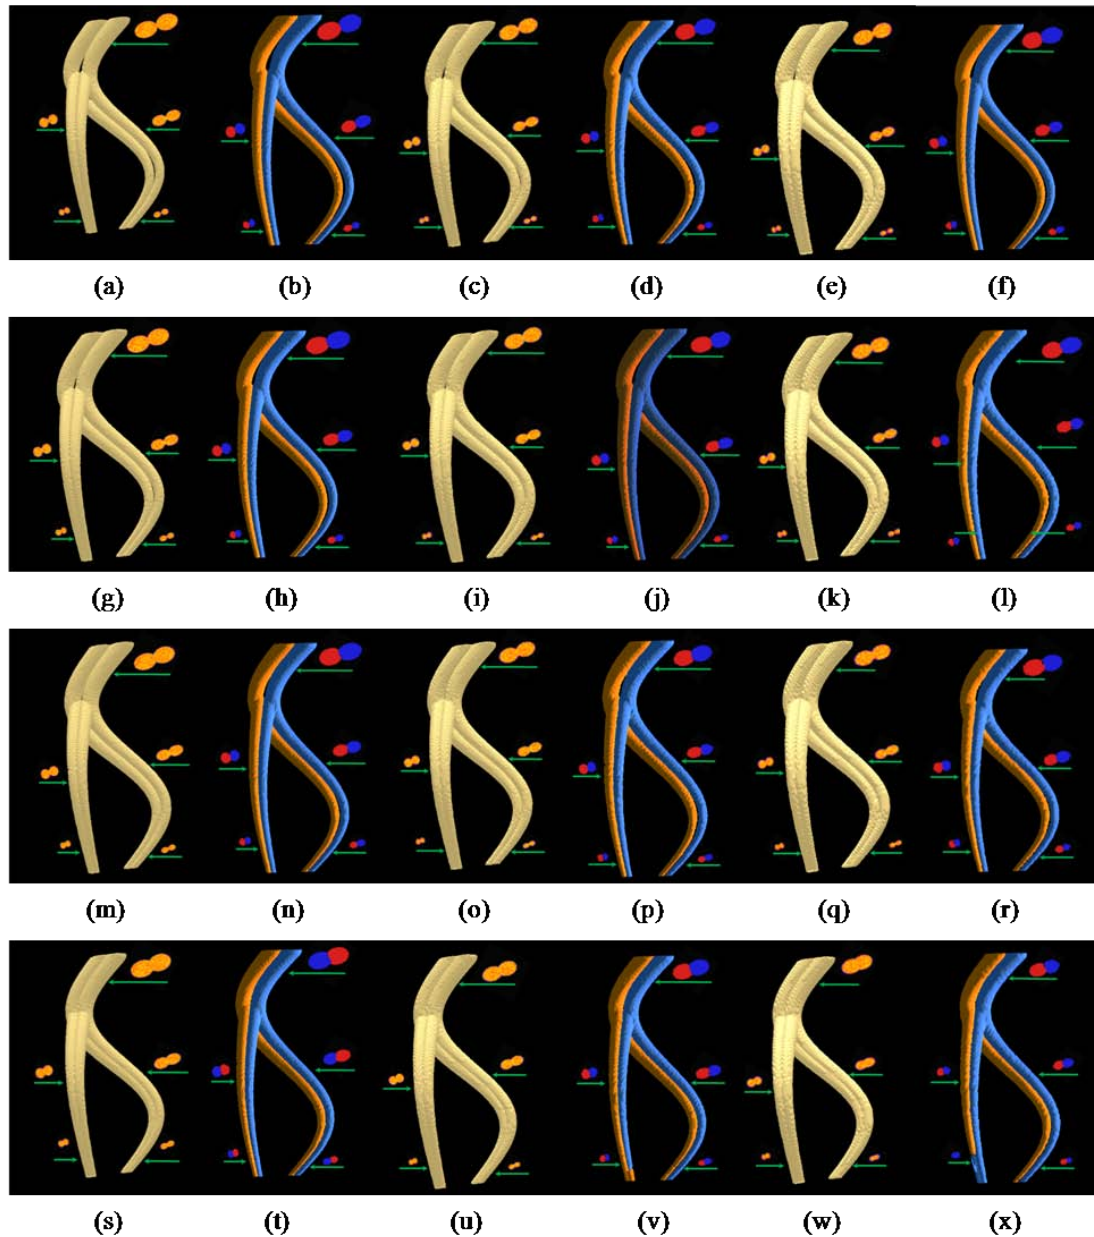 (a) (b) (c) (d) (e) (f)
(g) (h) (i) (j) (k) (l)
(m) (n) (o) (p) (q) (r)
(s) (t) (u) (v) (w) (x)